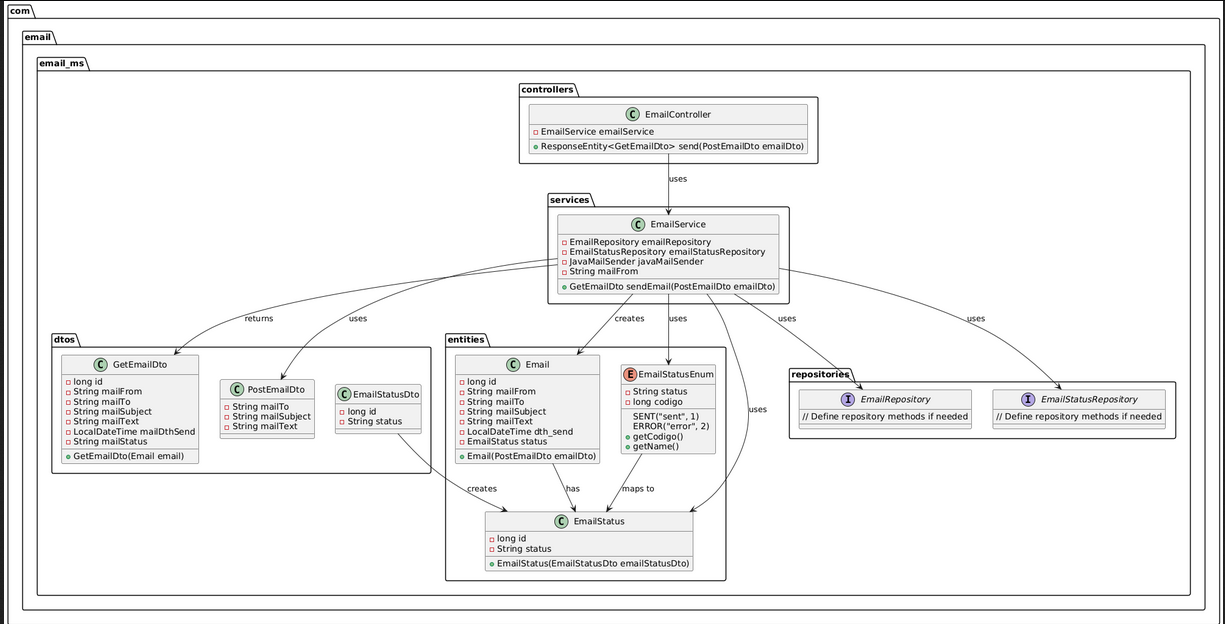 com
email
email_ms
controllers
C EmailController
EmailService emailService
ResponseEntity<GetEmailDto> send(PostEmailDto emailDto)
uses
services
C EmailService
EmailRepository emailRepository
EmailStatusRepository emailStatusRepository
JavaMailSender javaMailSender
String mailFrom
GetEmailDto sendEmail(PostEmailDto emailDto)
returns
uses
creates
uses
uses
uses
uses
dtos
C GetEmailDto
long id
String mailFrom
String mailTo
String mailSubject
String mailText
LocalDateTime mailDthSend
String mailStatus
GetEmailDto(Email email)
C PostEmailDto
String mailTo
String mailSubject
String mailText
C EmailStatusDto
long id
String status
entities
C Email
long id
String mailFrom
String mailTo
String mailSubject
String mailText
LocalDateTime dth_send
EmailStatus status
Email(PostEmailDto emailDto)
E EmailStatusEnum
String status
long codigo
SENT("sent", 1)
ERROR("error", 2)
getCodigo()
getName()
repositories
I EmailRepository
// Define repository methods if needed
I EmailStatusRepository
// Define repository methods if needed
creates
has
maps to
C EmailStatus
long id
String status
EmailStatus(EmailStatusDto emailStatusDto)